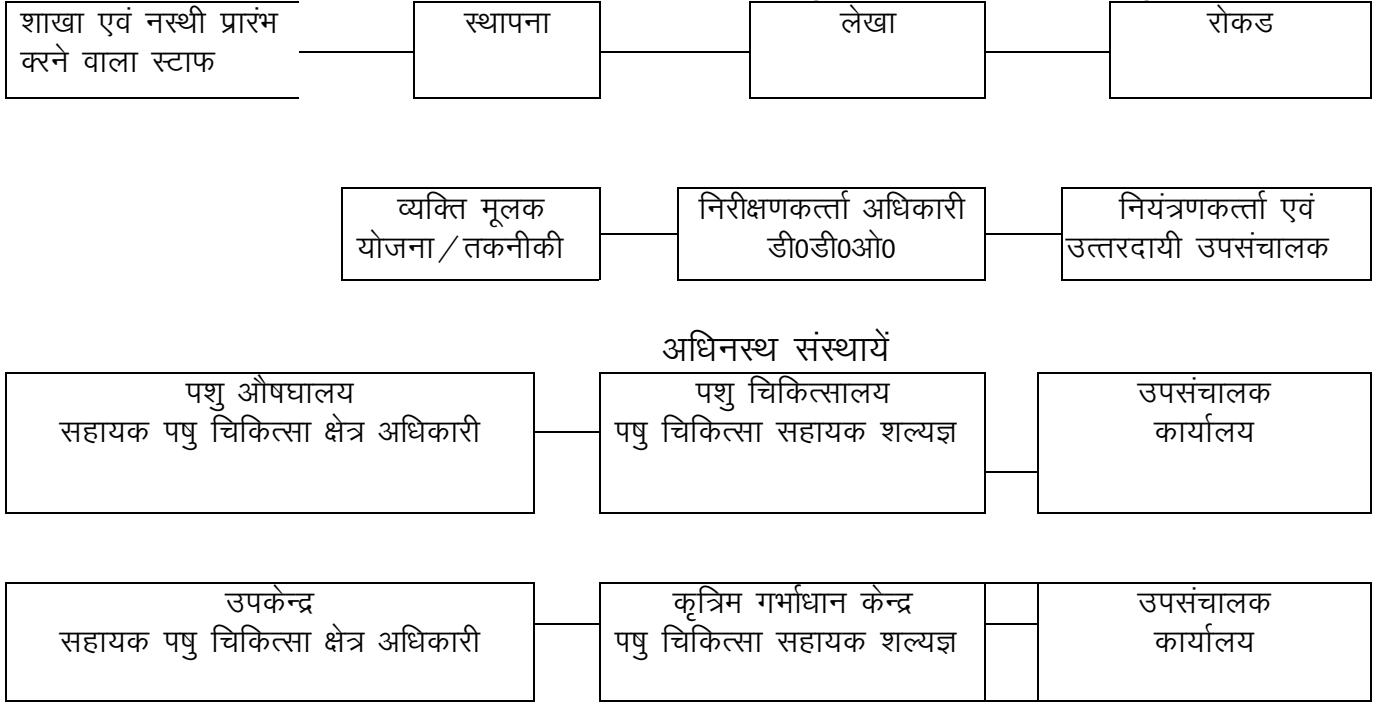 शाखा एवं नस्थी प्रारंभ
करने वाला स्टाफ
स्थापना
लेखा
रोकड
व्यक्ति मूलक
योजना/तकनीकी
निरीक्षणकर्त्ता अधिकारी
डी0डी0ओ0
नियंत्रणकर्त्ता एवं
उत्तरदायी उपसंचालक
अधिनस्थ संस्थायें
पशु औषघालय
सहायक पषु चिकित्सा क्षेत्र अधिकारी
पशु चिकित्सालय
पषु चिकित्सा सहायक शल्यज्ञ
उपसंचालक
कार्यालय
उपकेन्द्र
सहायक पषु चिकित्सा क्षेत्र अधिकारी
कृत्रिम गर्भाधान केन्द्र
पषु चिकित्सा सहायक शल्यज्ञ
उपसंचालक
कार्यालय